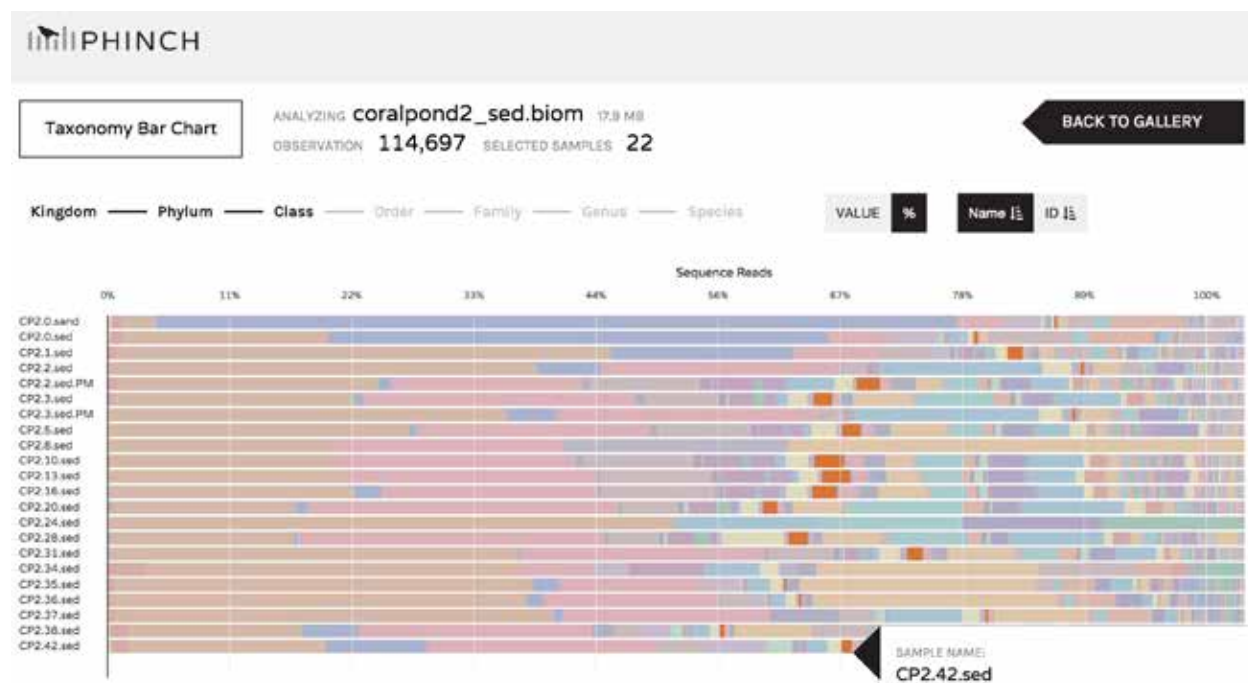 PHINCH
Taxonomy Bar Chart
ANALYZING coralpond2_sed.biom 17.9 MB
OBSERVATION 114,697 SELECTED SAMPLES 22
BACK TO GALLERY
Kingdom Phylum Class Order Family Genus Species
VALUE % Name ID
Sequence Reads
0% 11% 22% 33% 44% 56% 67% 78% 89% 100%
CP2.0.sand
CP2.0.sed
CP2.1.sed
CP2.2.sed
CP2.2.sed.PM
CP2.3.sed
CP2.3.sed.PM
CP2.5.sed
CP2.8.sed
CP2.10.sed
CP2.13.sed
CP2.16.sed
CP2.20.sed
CP2.24.sed
CP2.28.sed
CP2.31.sed
CP2.34.sed
CP2.35.sed
CP2.36.sed
CP2.37.sed
CP2.38.sed
CP2.42.sed
SAMPLE NAME:
CP2.42.sed